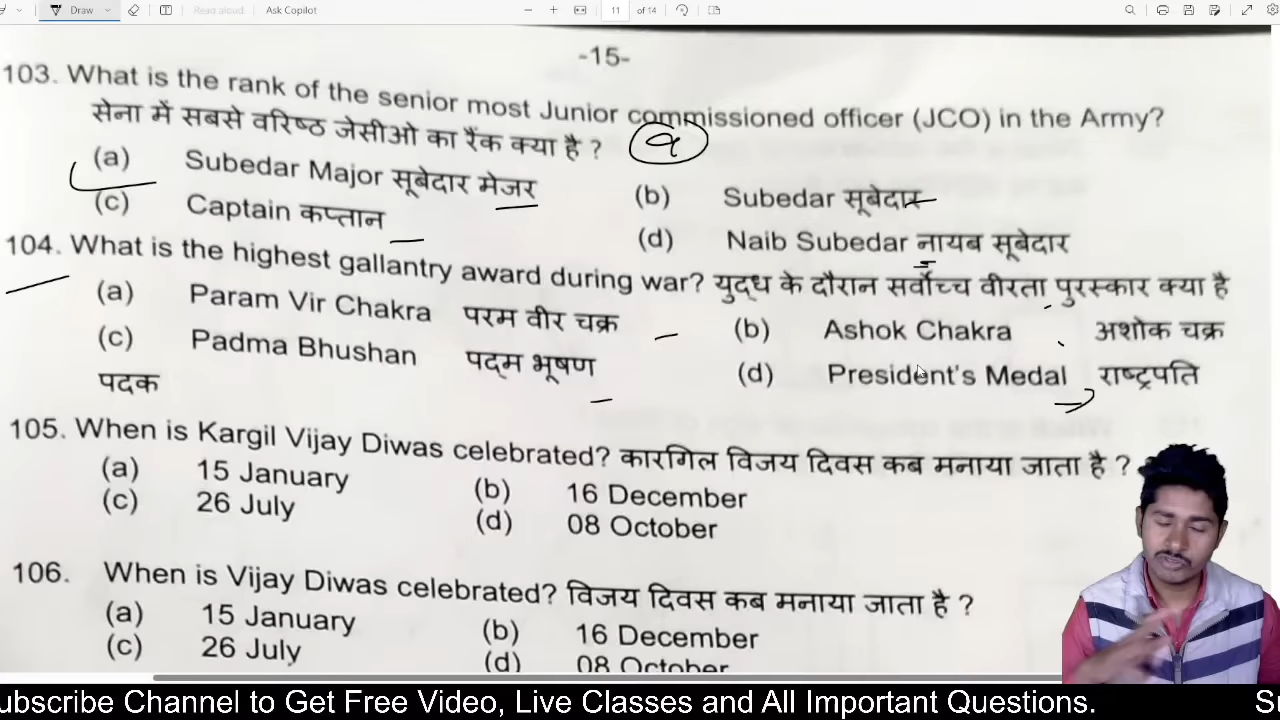 Draw
Read aloud
Ask Copilot
11 of 14
-15-
103. What is the rank of the senior most Junior commissioned officer (JCO) in the Army?
सेना में सबसे वरिष्ठ जेसीओ का रैंक क्या है ? a
(a) Subedar Major सूबेदार मेजर (b) Subedar सूबेदार
(c) Captain कप्तान (d) Naib Subedar नायब सूबेदार
104. What is the highest gallantry award during war? युद्ध के दौरान सर्वोच्च वीरता पुरस्कार क्या है
(a) Param Vir Chakra परम वीर चक्र (b) Ashok Chakra अशोक चक्र
(c) Padma Bhushan पद्म भूषण (d) President's Medal राष्ट्रपति
पदक
105. When is Kargil Vijay Diwas celebrated? कारगिल विजय दिवस कब मनाया जाता है ?
(a) 15 January (b) 16 December
(c) 26 July (d) 08 October
106. When is Vijay Diwas celebrated? विजय दिवस कब मनाया जाता है ?
(a) 15 January (b) 16 December
(c) 26 July (d) 08 October
ubscribe Channel to Get Free Video, Live Classes and All Important Questions. Su